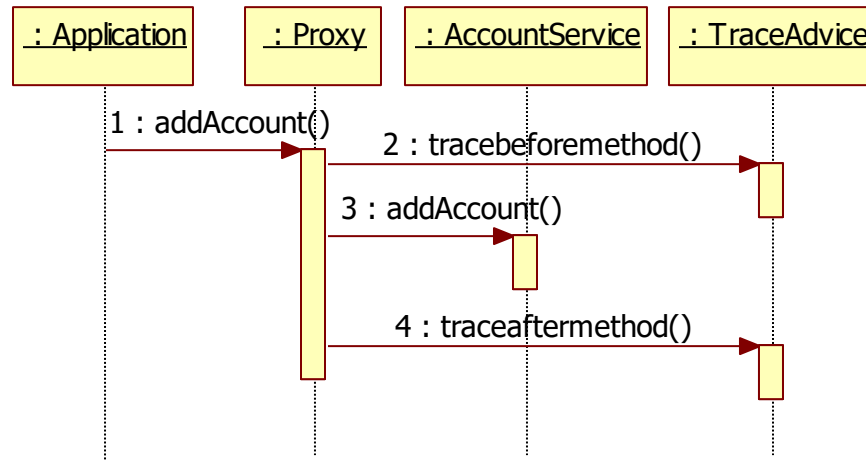 : Application
: Proxy
: AccountService
: TraceAdvice
1 : addAccount()
2 : tracebeforemethod()
3 : addAccount()
4 : traceaftermethod()